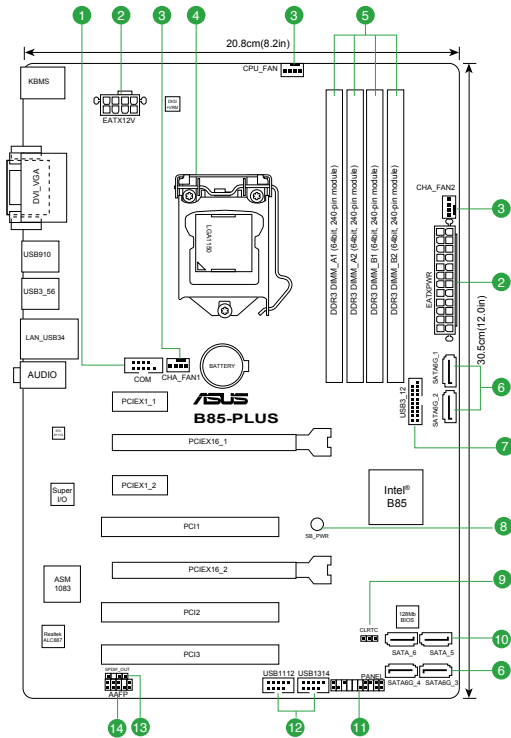 1
2
3
4
3
5
20.8cm(8.2in)
CPU_FAN
KBMS
EATX12V
DIGI
+VRM
DVI_VGA
LGA1150
DDR3 DIMM_A1 (64bit, 240-pin module)
DDR3 DIMM_A2 (64bit, 240-pin module)
DDR3 DIMM_B1 (64bit, 240-pin module)
DDR3 DIMM_B2 (64bit, 240-pin module)
CHA_FAN2
3
EATXPWR
2
30.5cm(12.0in)
USB910
USB3_56
LAN_USB34
AUDIO
COM
CHA_FAN1
BATTERY
SATA6G_1
SATA6G_2
6
USB3_12
7
PCIEX1_1
ASUS
B85-PLUS
PCIEX16_1
PCIEX1_2
Super
I/O
Intel®
B85
PCI1
SB_PWR
8
PCIEX16_2
ASM
1083
9
128Mb
BIOS
CLRTC
PCI2
SATA_6
SATA_5
10
Realtek
ALC887
PCI3
SPDIF_OUT
AAFP
USB1112
USB1314
PANEL
SATA6G_4
SATA6G_3
6
14
13
12
11